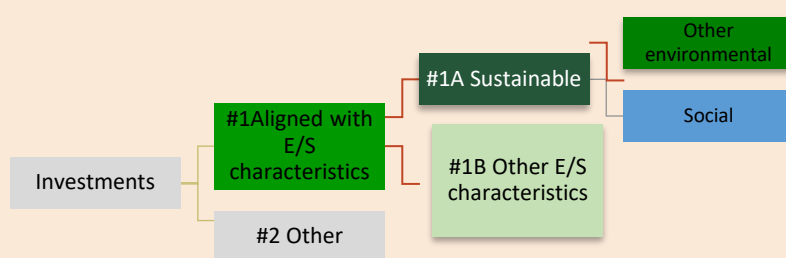 Other
environmental
#1A Sustainable
Social
#1Aligned with
E/S
characteristics
#1B Other E/S
characteristics
Investments
#2 Other